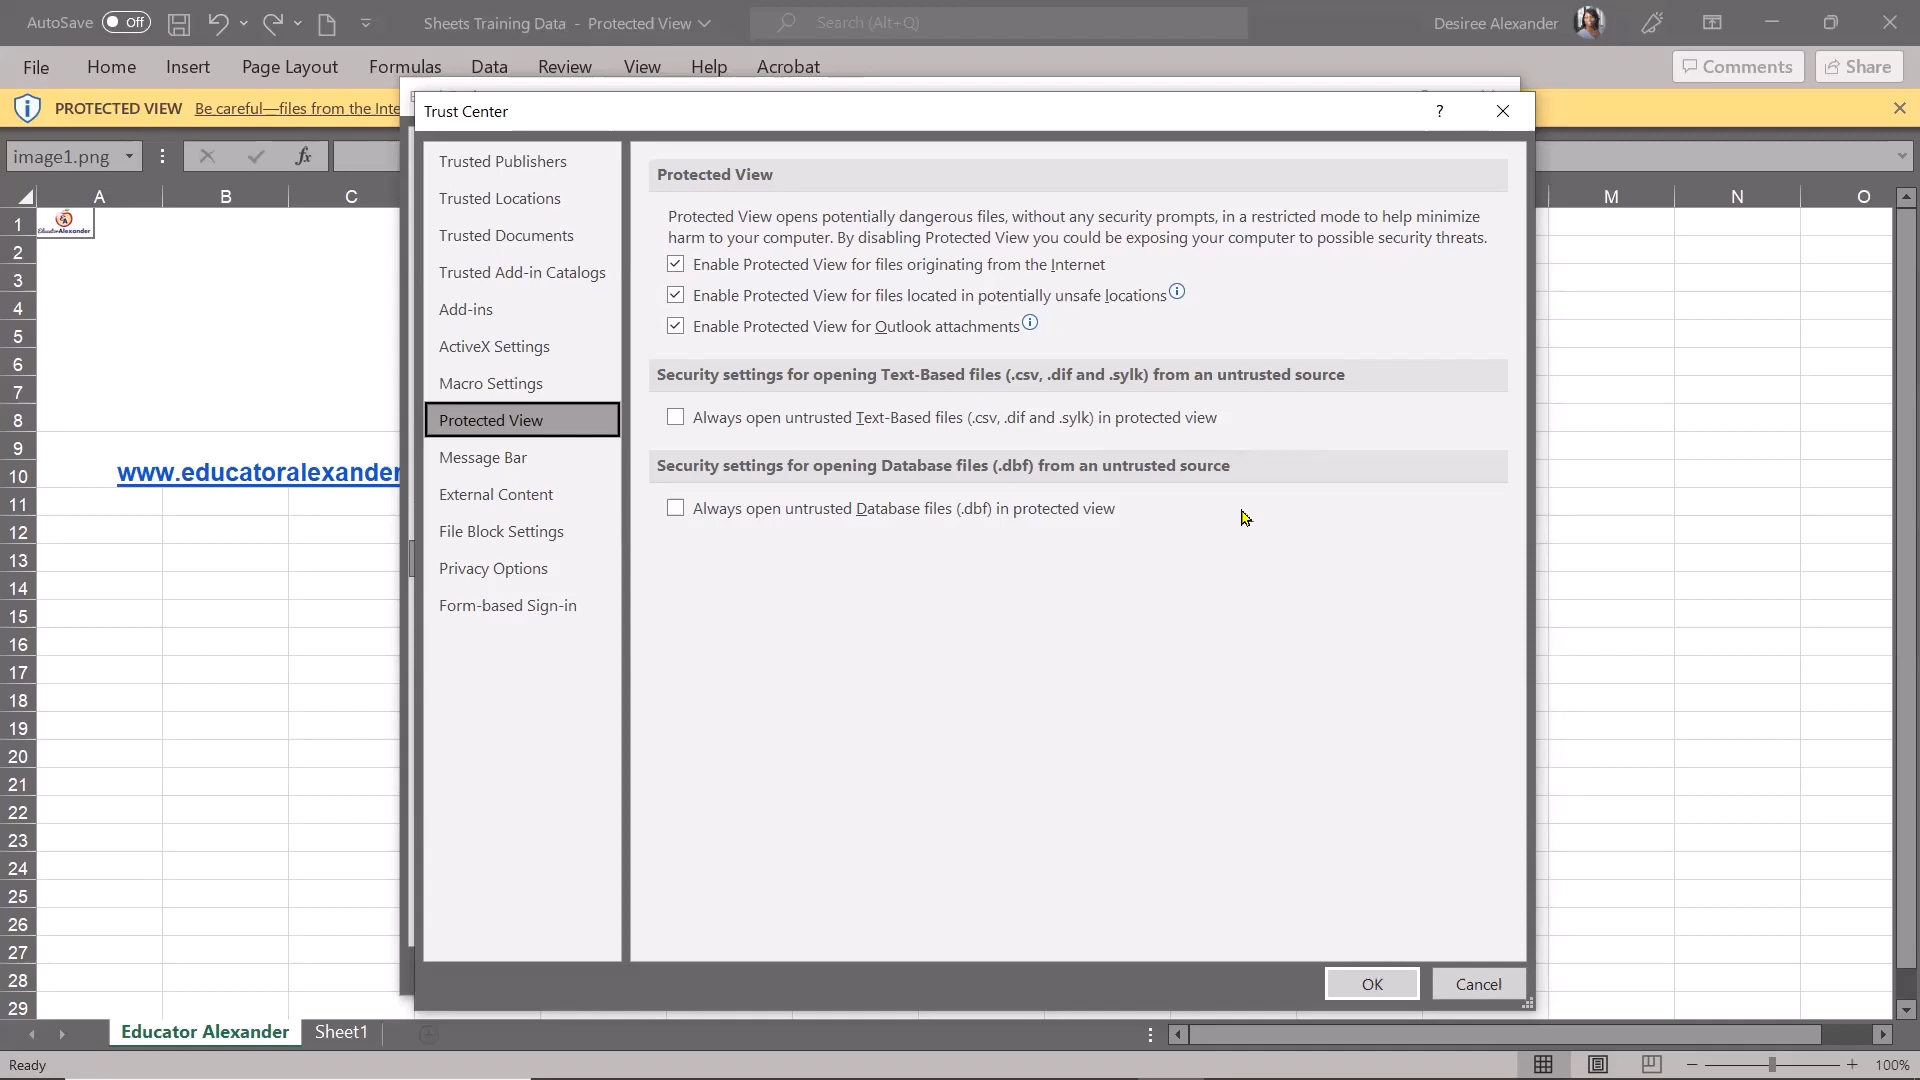 AutoSave Off
Sheets Training Data - Protected View
Search (Alt+Q)
Desiree Alexander
File Home Insert Page Layout Formulas Data Review View Help Acrobat
Comments Share
PROTECTED VIEW Be careful—files from the Inte
image1.png fx
A B C M N O
Educator Alexander
www.educatoralexander
1
2
3
4
5
6
7
8
9
10
11
12
13
14
15
16
17
18
19
20
21
22
23
24
25
26
27
28
29
Trust Center ?
Trusted Publishers
Trusted Locations
Trusted Documents
Trusted Add-in Catalogs
Add-ins
ActiveX Settings
Macro Settings
Protected View
Message Bar
External Content
File Block Settings
Privacy Options
Form-based Sign-in
Protected View
Protected View opens potentially dangerous files, without any security prompts, in a restricted mode to help minimize
harm to your computer. By disabling Protected View you could be exposing your computer to possible security threats.
Enable Protected View for files originating from the Internet
Enable Protected View for files located in potentially unsafe locations
Enable Protected View for Outlook attachments
Security settings for opening Text-Based files (.csv, .dif and .sylk) from an untrusted source
Always open untrusted Text-Based files (.csv, .dif and .sylk) in protected view
Security settings for opening Database files (.dbf) from an untrusted source
Always open untrusted Database files (.dbf) in protected view
OK Cancel
Educator Alexander Sheet1
Ready
100%